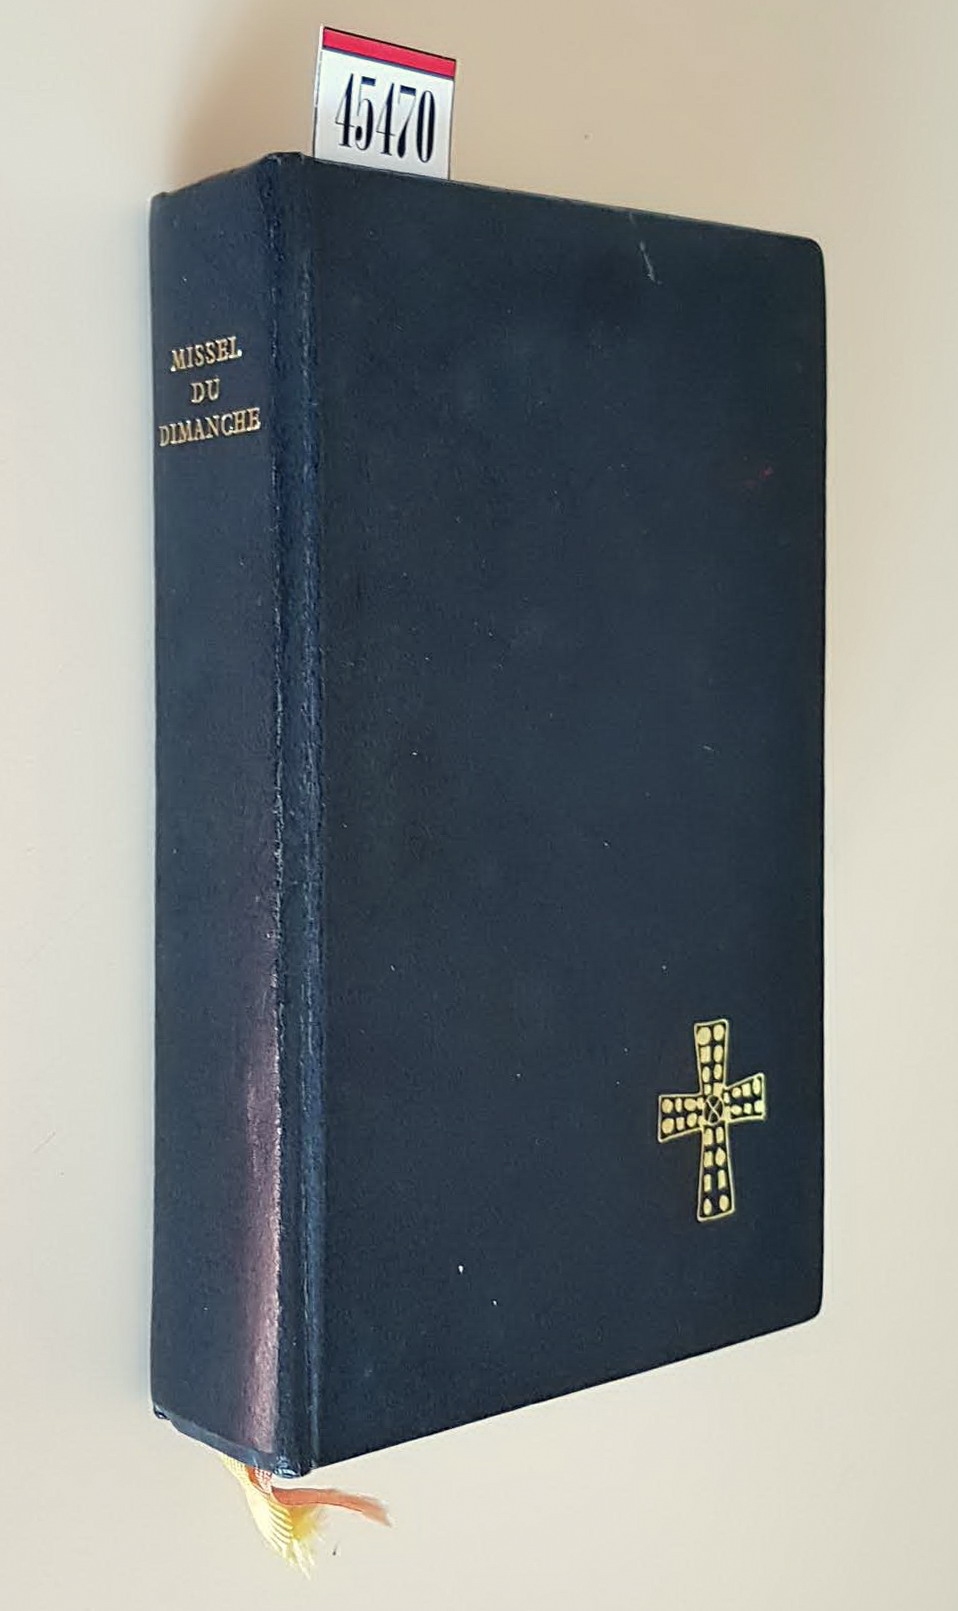 45470
MISSEL
DU
DIMANCHE